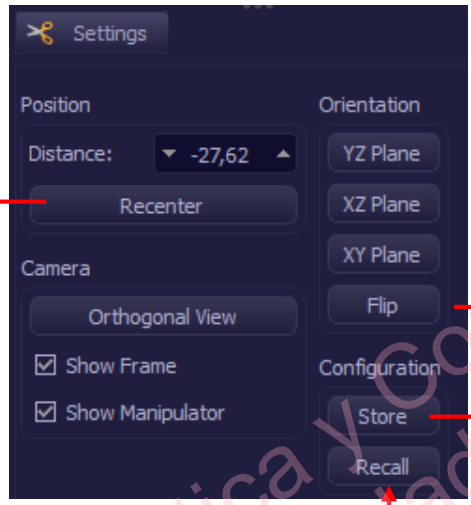 Settings
Position
Distance: -27,62
Recenter
Camera
Orthogonal View
Show Frame
Show Manipulator
Orientation
YZ Plane
XZ Plane
XY Plane
Flip
Configuration
Store
Recall